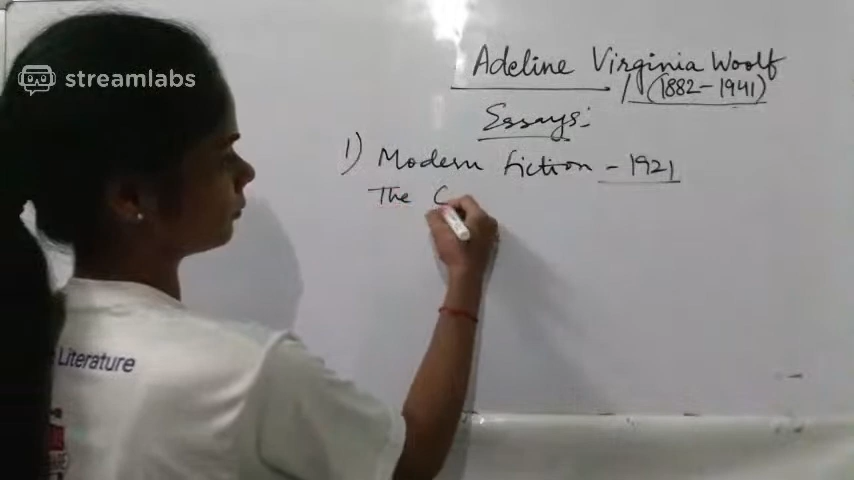 streamlabs
Adeline Virginia Woolf
(1882-1941)
Essays:
1) Modern Fiction - 1921
The C
Literature